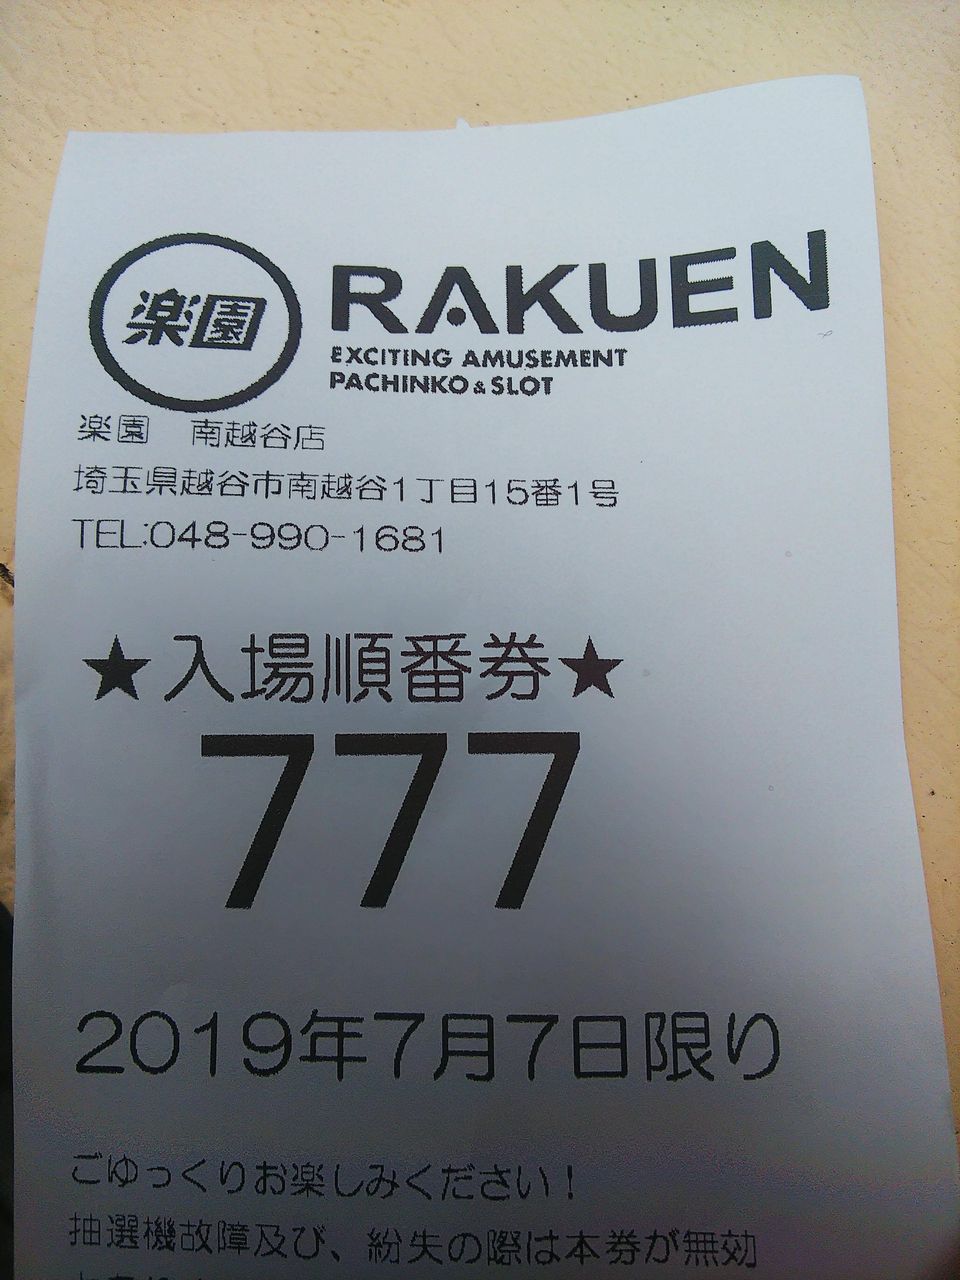 楽園
RAKUEN
EXCITING AMUSEMENT
PACHINKO & SLOT
楽園 南越谷店
埼玉県越谷市南越谷1丁目15番1号
TEL:048-990-1681
★入場順番券★
777
2019年7月7日限り
ごゆっくりお楽しみください!
抽選機故障及び、紛失の際は本券が無効